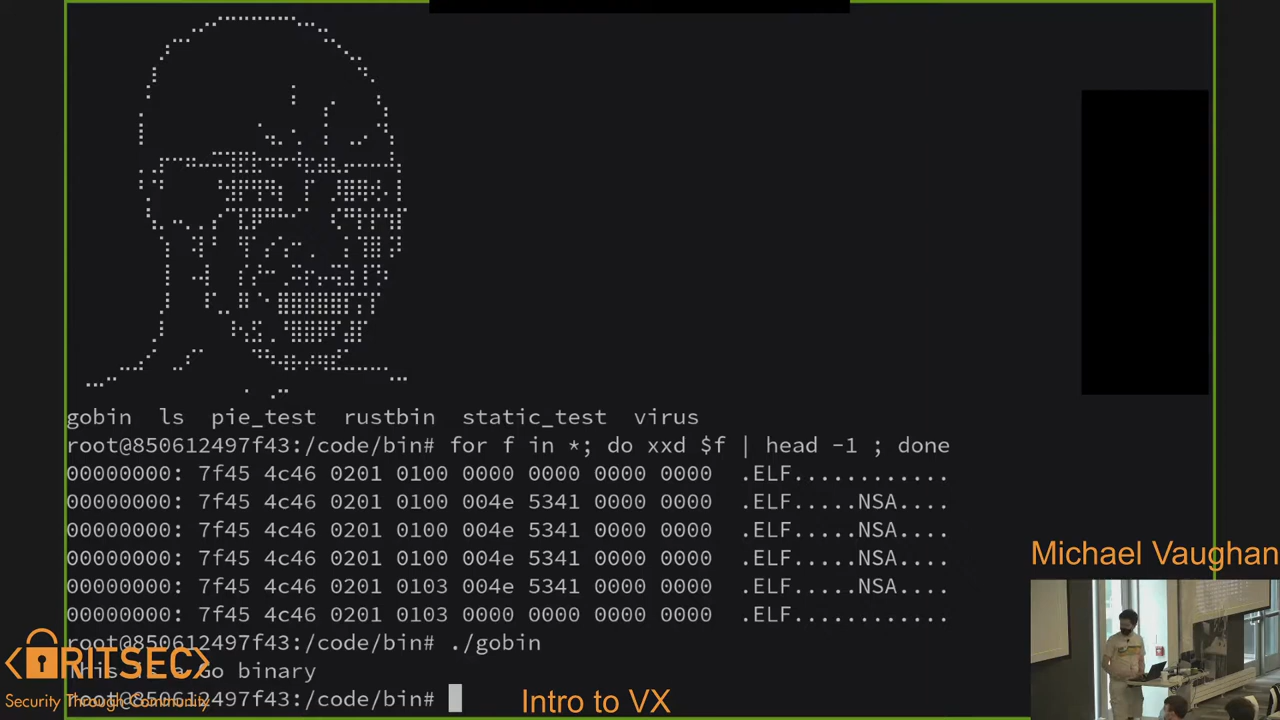 gobin ls pie_test rustbin static_test virus
root@850612497f43:/code/bin# for f in *; do xxd $f | head -1 ; done
00000000: 7f45 4c46 0201 0100 0000 0000 0000 0000 .ELF............
00000000: 7f45 4c46 0201 0100 004e 5341 0000 0000 .ELF.....NSA....
00000000: 7f45 4c46 0201 0100 004e 5341 0000 0000 .ELF.....NSA....
00000000: 7f45 4c46 0201 0100 004e 5341 0000 0000 .ELF.....NSA....
00000000: 7f45 4c46 0201 0103 004e 5341 0000 0000 .ELF.....NSA....
00000000: 7f45 4c46 0201 0103 0000 0000 0000 0000 .ELF............
root@850612497f43:/code/bin# ./gobin
This is a Go binary
root@850612497f43:/code/bin#
Michael Vaughan
RITSEC
Security Through Community
Intro to VX